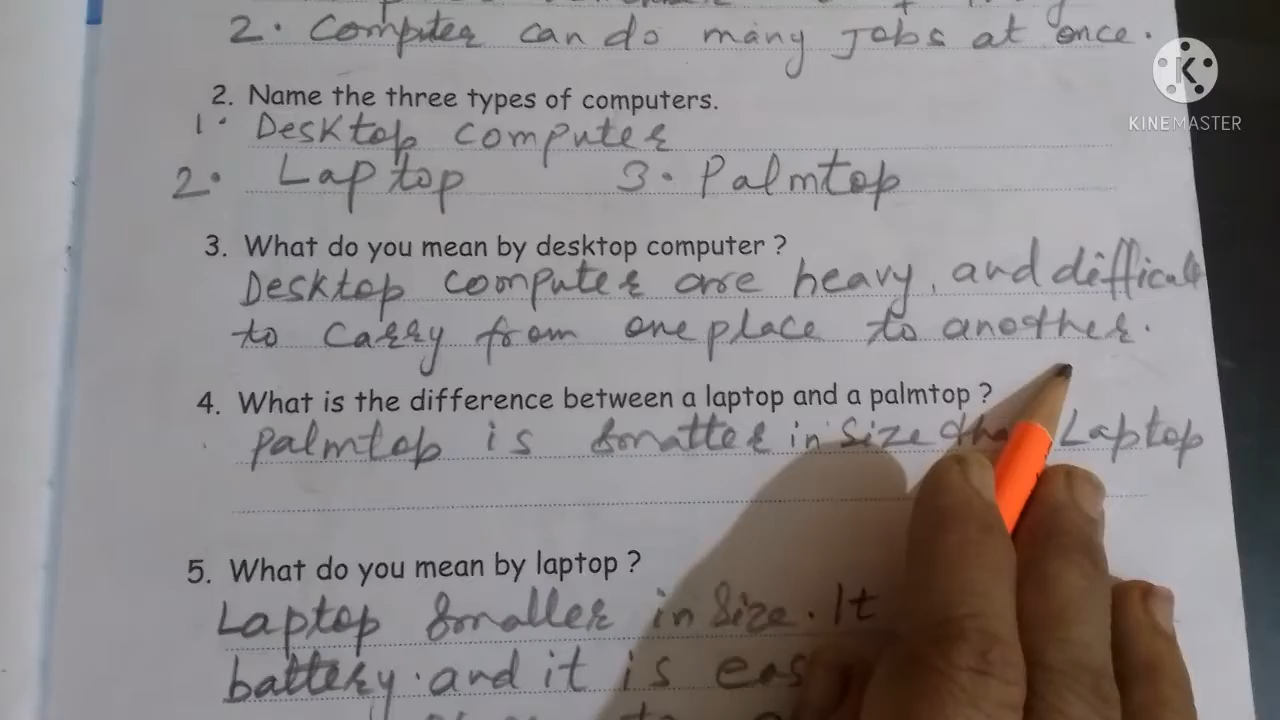 2. Computer can do many Jobs at once.
KINEMASTER
2. Name the three types of computers.
1. Desktop computer
2. Laptop 3. Palmtop
3. What do you mean by desktop computer ?
Desktop computer are heavy, and difficult
to carry from one place to another.
4. What is the difference between a laptop and a palmtop ?
palmtop is smatter in size Laptop
5. What do you mean by laptop ?
Laptop smaller in size. It
battery. and it is